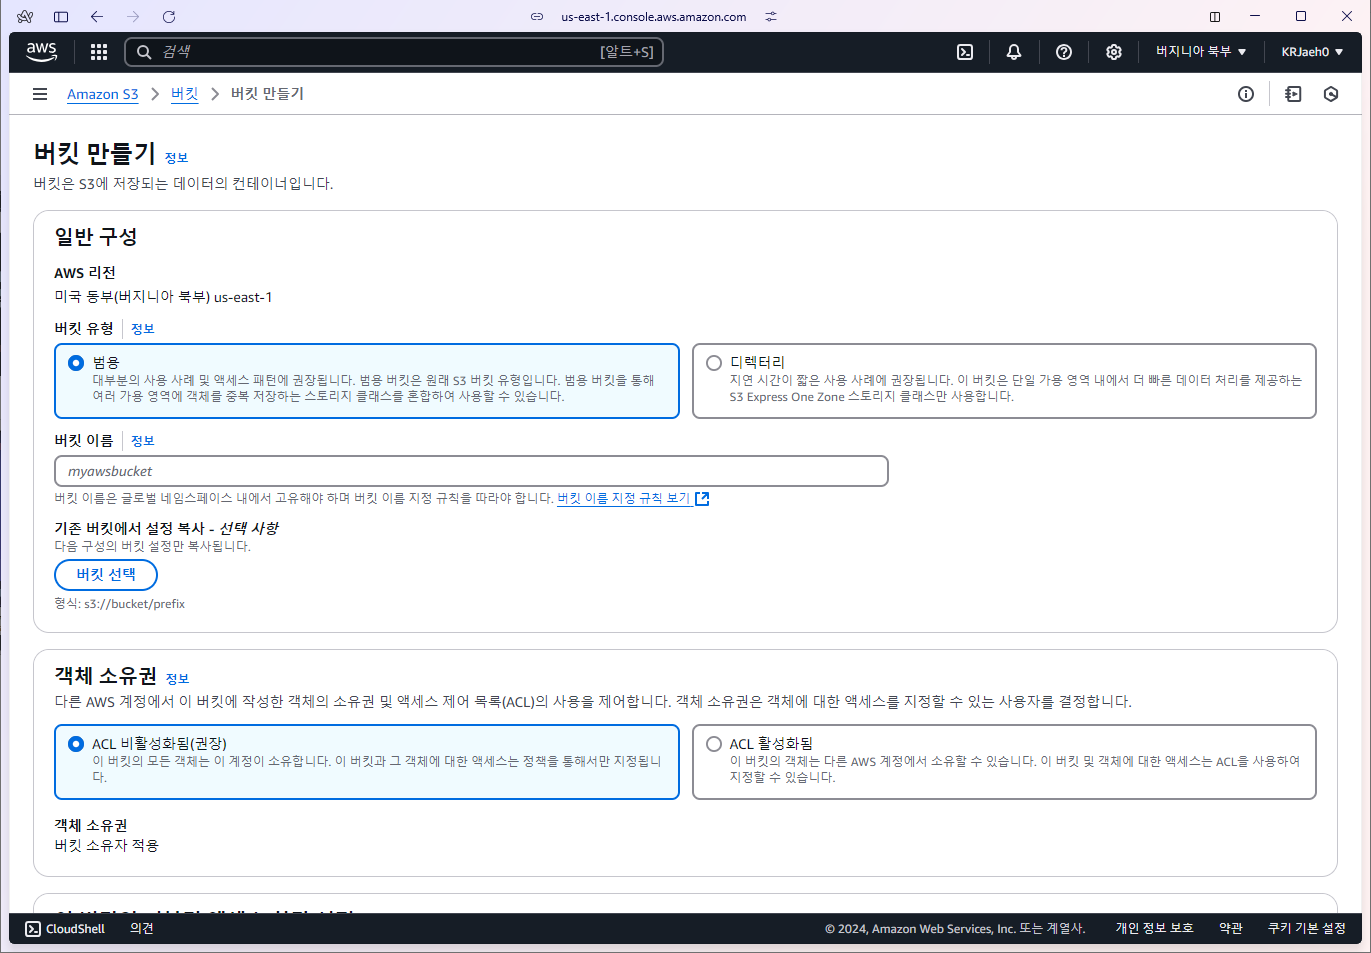 us-east-1.console.aws.amazon.com
aws
검색
[알트+S]
버지니아 북부
KRJaeh0
Amazon S3
버킷
버킷 만들기
버킷 만들기 정보
버킷은 S3에 저장되는 데이터의 컨테이너입니다.
일반 구성
AWS 리전
미국 동부(버지니아 북부) us-east-1
버킷 유형 정보
범용
대부분의 사용 사례 및 액세스 패턴에 권장됩니다. 범용 버킷은 원래 S3 버킷 유형입니다. 범용 버킷을 통해
여러 가용 영역에 객체를 중복 저장하는 스토리지 클래스를 혼합하여 사용할 수 있습니다.
디렉터리
지연 시간이 짧은 사용 사례에 권장됩니다. 이 버킷은 단일 가용 영역 내에서 더 빠른 데이터 처리를 제공하는
S3 Express One Zone 스토리지 클래스만 사용합니다.
버킷 이름 정보
myawsbucket
버킷 이름은 글로벌 네임스페이스 내에서 고유해야 하며 버킷 이름 지정 규칙을 따라야 합니다. 버킷 이름 지정 규칙 보기
기존 버킷에서 설정 복사 - 선택 사항
다음 구성의 버킷 설정만 복사됩니다.
버킷 선택
형식: s3://bucket/prefix
객체 소유권 정보
다른 AWS 계정에서 이 버킷에 작성한 객체의 소유권 및 액세스 제어 목록(ACL)의 사용을 제어합니다. 객체 소유권은 객체에 대한 액세스를 지정할 수 있는 사용자를 결정합니다.
ACL 비활성화됨(권장)
이 버킷의 모든 객체는 이 계정이 소유합니다. 이 버킷과 그 객체에 대한 액세스는 정책을 통해서만 지정됩니
다.
ACL 활성화됨
이 버킷의 객체는 다른 AWS 계정에서 소유할 수 있습니다. 이 버킷 및 객체에 대한 액세스는 ACL을 사용하여
지정할 수 있습니다.
객체 소유권
버킷 소유자 적용
CloudShell
의견
© 2024, Amazon Web Services, Inc. 또는 계열사.
개인 정보 보호
약관
쿠키 기본 설정